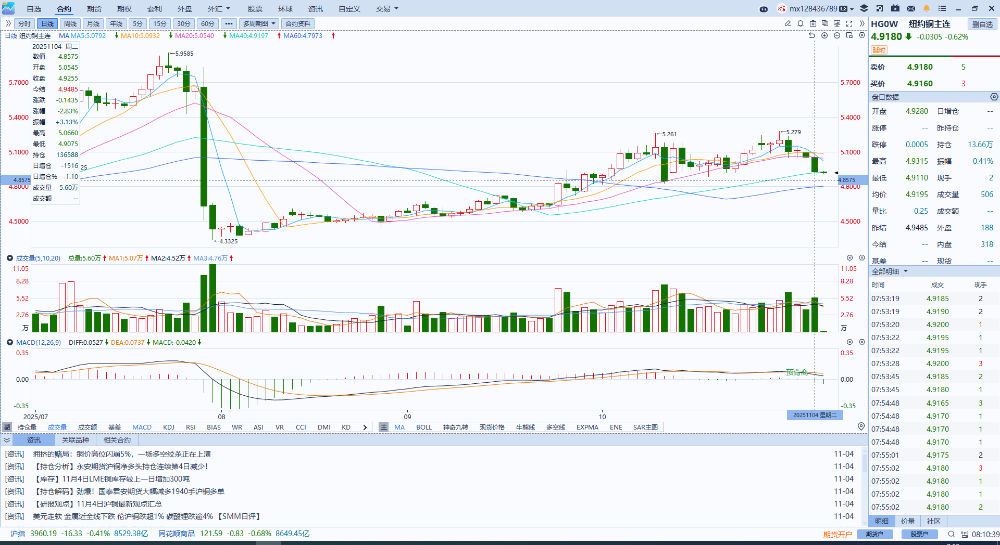 自选 合约 期货 期权 套利 外盘 外汇 股票 环球 资讯 自定义 交易 mx128436789 L2
分时 日线 周线 月线 年线 5分 15分 30分 60分 ••• 多周期图 合约资料
HG0W 纽约铜主连 删自选
4.9180 -0.0305 -0.62%
延时
卖价 4.9180 5
买价 4.9160 3
盘口数据
开盘 4.9280 日增仓 --
涨停 -- 昨持仓 --
跌停 0.0005 持仓 13.66万
最高 4.9315 振幅 0.41%
最低 4.9110 现手 2
均价 4.9195 成交量 506
量比 0.25 成交额 --
昨结 4.9485 外盘 188
今结 -- 内盘 318
基差 -- 现货 --
全部明细
时间 成交 现手
07:53:19 4.9185 2
07:53:19 4.9190 2
07:53:20 4.9200 1
07:53:22 4.9195 1
07:53:22 4.9195 1
07:53:28 4.9200 3
07:53:45 4.9185 2
07:53:45 4.9180 1
07:54:48 4.9165 3
07:54:48 4.9170 1
07:54:48 4.9170 1
07:54:48 4.9170 1
07:55:01 4.9175 2
07:55:02 4.9180 3
07:55:02 4.9180 1
07:55:02 4.9180 1
07:55:02 4.9180 2
明细 价量 社区
日线 纽约铜主连 MA MA5:5.0792 MA10:5.0932 MA20:5.0540 MA40:4.9197 MA60:4.7973
20251104 周二
数值 4.8575
开盘 5.0545
收盘 4.9255
今结 4.9485
涨跌 -0.1435
涨幅 -2.83%
振幅 +3.13%
最高 5.0660
最低 4.9075
持仓 136588
日增仓 -1516
日增仓% -1.10
成交量 5.60万
成交额 --
25
5.9585
4.3325
5.261
5.279
5.7000 5.7000
5.4000 5.4000
5.1000 5.1000
4.8575 4.8575
4.8000 4.8000
4.5000 4.5000
成交量(5,10,20) 总量:5.60万 MA1:5.07万 MA2:4.52万 MA3:4.76万
11.05 11.05
8.28 8.28
5.52 5.52
2.76 2.76
万 万
MACD(12,26,9) DIFF:0.0527 DEA:0.0737 MACD:-0.0420
0.35 0.35
顶背离
0.00 0.00
-0.35 -0.35
2025/07 08 09 10 20251104 星期二
副 持仓量 成交量 成交额 基差 MACD KDJ RSI BIAS WR ASI VR CCI DMI KD 主 MA BOLL 神奇九转 现货价格 牛熊线 多空线 EXPMA ENE SAR主图
资讯 关联品种 相关合约
[资讯] 拥挤的赌局：铜价高位闪崩5%，一场多空绞杀正在上演 11-04
[资讯] 【持仓分析】永安期货沪铜净多头持仓连续第4日减少！ 11-04
[资讯] 【库存】11月4日LME铜库存较上一日增加300吨 11-04
[资讯] 【持仓解码】劲爆！国泰君安期货大幅减多1940手沪铜多单 11-04
[资讯] 【研报观点】11月4日沪铜最新观点汇总 11-04
[资讯] 美元走软 金属近全线下跌 伦沪铜跌超1% 碳酸锂跌逾4% 【SMM日评】 11-04
沪指 3960.19 -16.33 -0.41% 8529.38亿 同花顺商品 121.59 -0.83 -0.68% 8649.45亿 期货开户 期货户 股票户 08:10:39